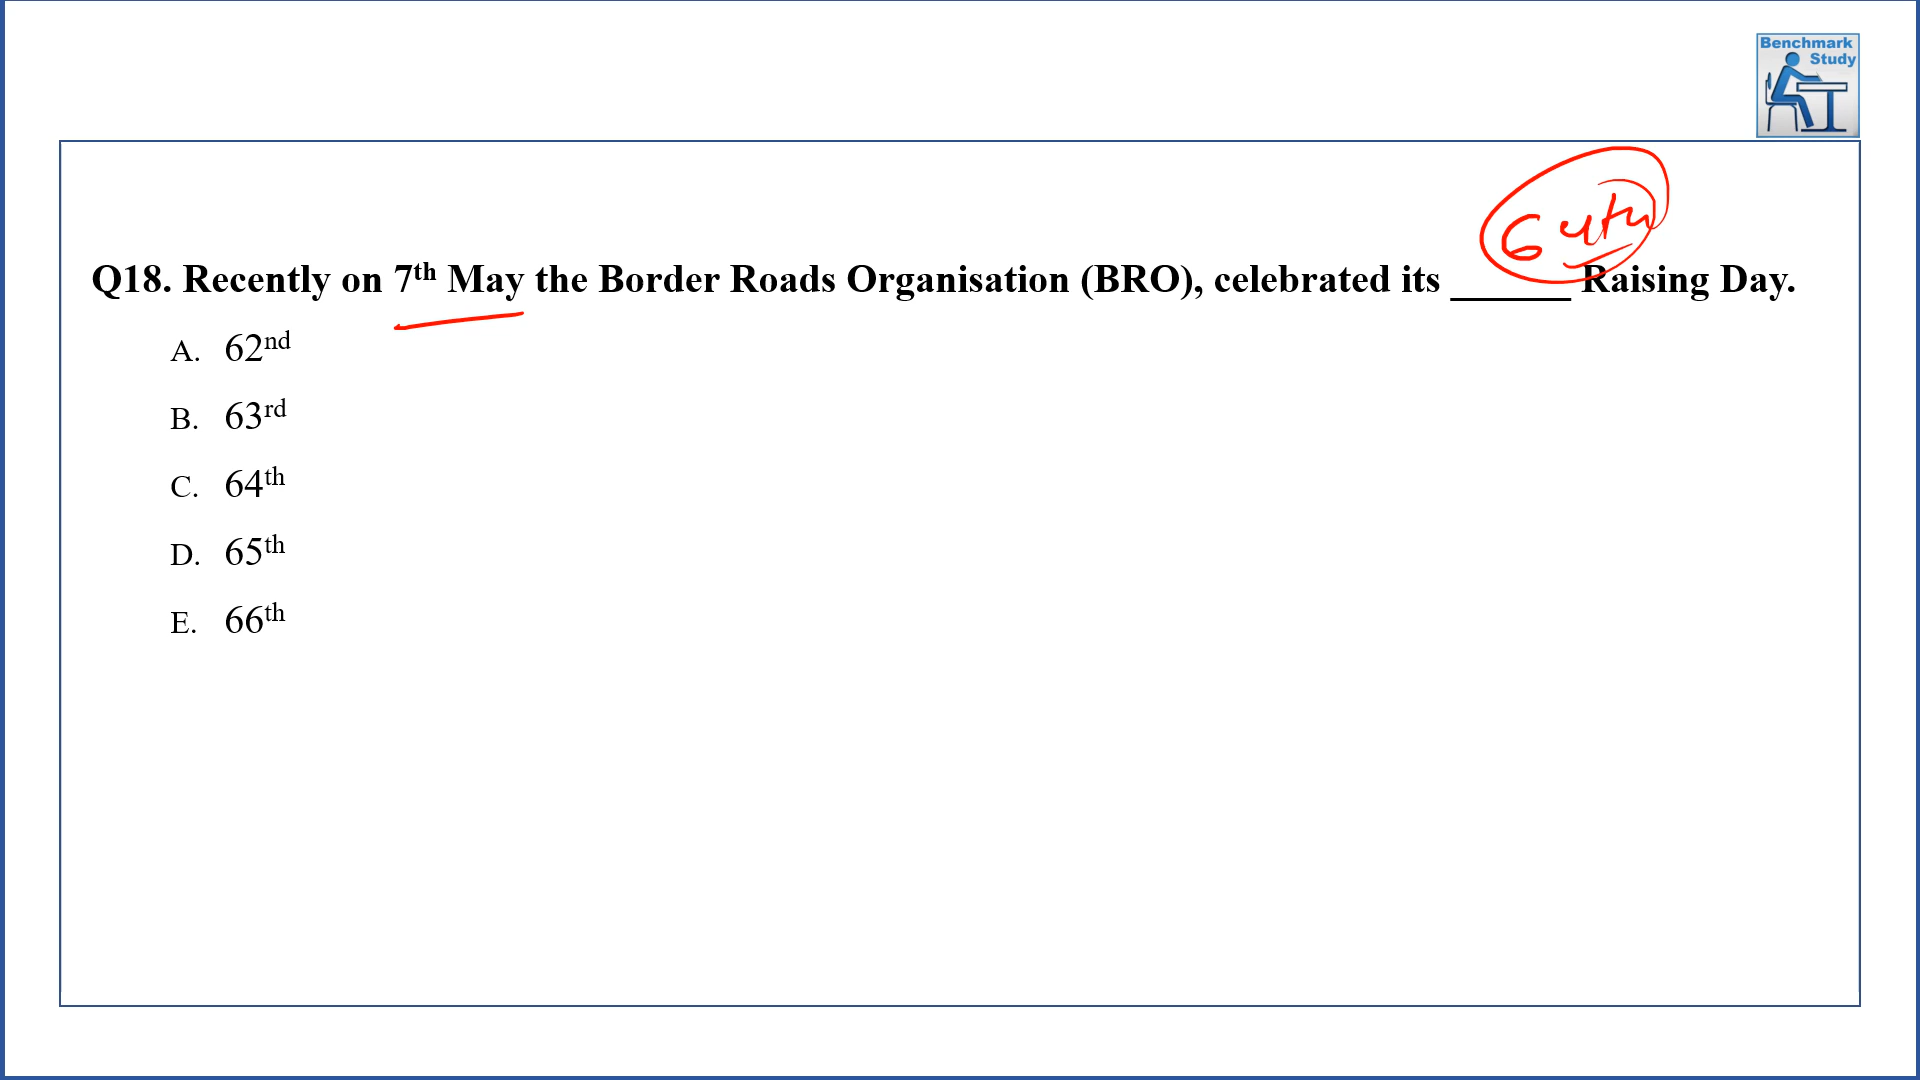 Benchmark
Study
64th
Q18. Recently on 7th May the Border Roads Organisation (BRO), celebrated its ______ Raising Day.
A. 62nd
B. 63rd
C. 64th
D. 65th
E. 66th